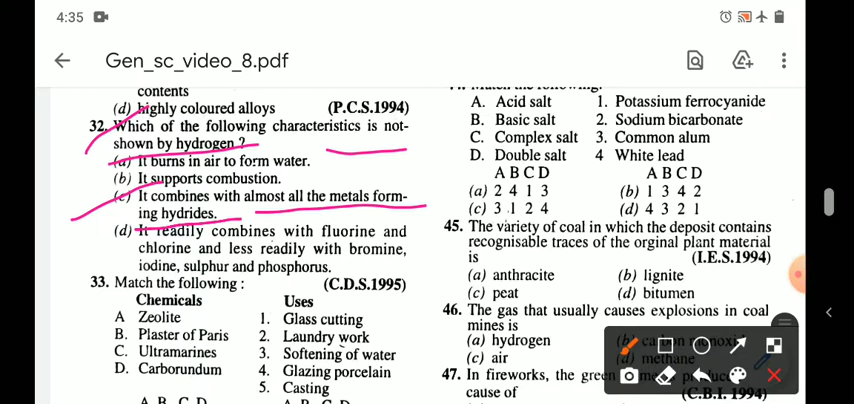 4:35
Gen_sc_video_8.pdf
contents
(d) highly coloured alloys (P.C.S.1994)
32. Which of the following characteristics is not-
shown by hydrogen ?
(a) It burns in air to form water.
(b) It supports combustion.
(c) It combines with almost all the metals form-
ing hydrides.
(d) It readily combines with fluorine and
chlorine and less readily with bromine,
iodine, sulphur and phosphorus.
33. Match the following : (C.D.S.1995)
Chemicals Uses
A Zeolite 1. Glass cutting
B. Plaster of Paris 2. Laundry work
C. Ultramarines 3. Softening of water
D. Carborundum 4. Glazing porcelain
5. Casting
A B C D
A. Acid salt 1. Potassium ferrocyanide
B. Basic salt 2. Sodium bicarbonate
C. Complex salt 3. Common alum
D. Double salt 4 White lead
A B C D A B C D
(a) 2 4 1 3 (b) 1 3 4 2
(c) 3 1 2 4 (d) 4 3 2 1
45. The variety of coal in which the deposit contains
recognisable traces of the orginal plant material
is (I.E.S.1994)
(a) anthracite (b) lignite
(c) peat (d) bitumen
46. The gas that usually causes explosions in coal
mines is
(a) hydrogen (b) carbon monoxi
(c) air (d) methane
47. In fireworks, the green
cause of (C.B.I. 1994)